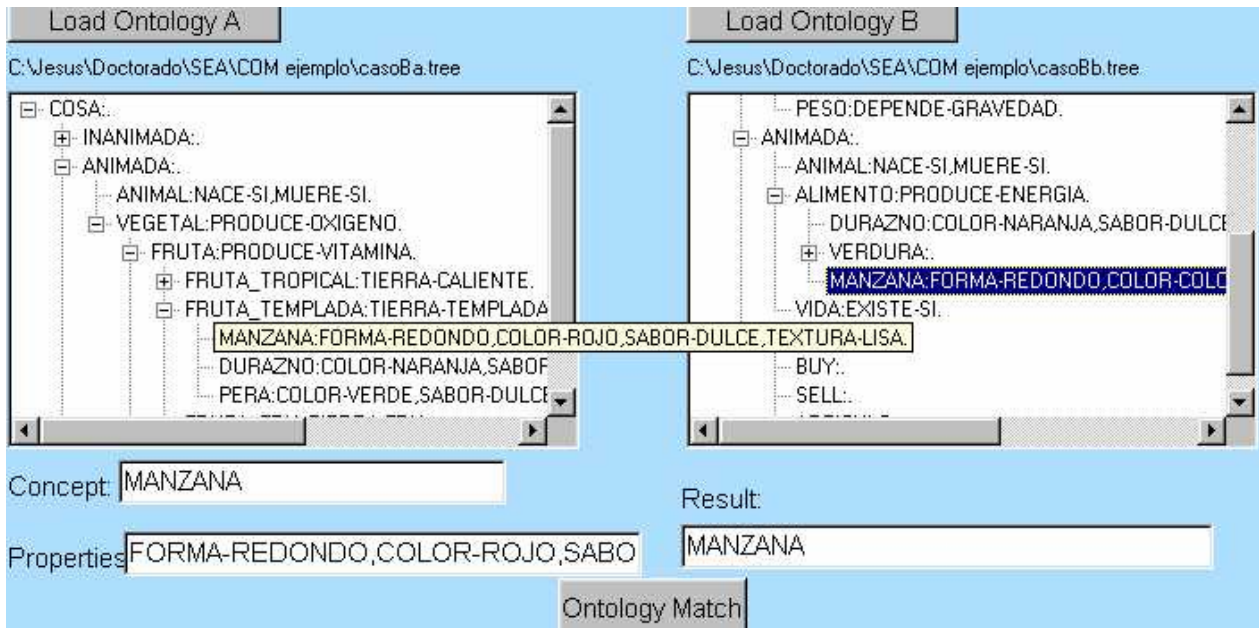 Load Ontology A
Load Ontology B
C:\Jesus\Doctorado\SEA\COM ejemplo\casoBa.tree
C:\Jesus\Doctorado\SEA\COM ejemplo\casoBb.tree
COSA:.
INANIMADA:.
ANIMADA:.
ANIMAL:NACE-SI,MUERE-SI.
VEGETAL:PRODUCE-OXIGENO.
FRUTA:PRODUCE-VITAMINA.
FRUTA_TROPICAL:TIERRA-CALIENTE.
FRUTA_TEMPLADA:TIERRA-TEMPLADA
MANZANA:FORMA-REDONDO,COLOR-ROJO,SABOR-DULCE,TEXTURA-LISA.
DURAZNO:COLOR-NARANJA,SABOR
PERA:COLOR-VERDE,SABOR-DULCE
PESO:DEPENDE-GRAVEDAD.
ANIMADA:.
ANIMAL:NACE-SI,MUERE-SI.
ALIMENTO:PRODUCE-ENERGIA.
DURAZNO:COLOR-NARANJA,SABOR-DULCE
VERDURA:.
MANZANA:FORMA-REDONDO,COLOR-COLO
VIDA:EXISTE-SI.
BUY:.
SELL:.
Concept: MANZANA
Properties FORMA-REDONDO,COLOR-ROJO,SABO
Result:
MANZANA
Ontology Match